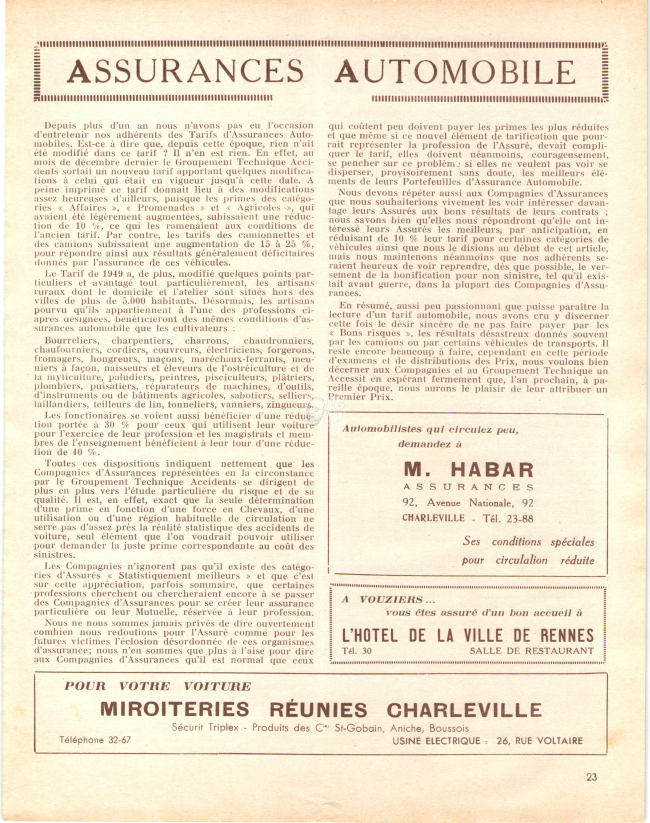 ASSURANCES AUTOMOBILE
Depuis plus d'un an nous n'avons pas eu l'occasion
d'entretenir nos adhérents des Tarifs d'Assurances Auto-
mobiles. Est-ce à dire que, depuis cette époque, rien n'ait
été modifié dans ce tarif ? Il n'en est rien. En effet, au
mois de décembre dernier le Groupement Technique Acci-
dents sortait un nouveau tarif apportant quelques modifica-
tions à celui qui était en vigueur jusqu'à cette date. A
peine imprimé ce tarif donnait lieu à des modifications
assez heureuses d'ailleurs, puisque les primes des catégo-
ries « Affaires », « Promenades » et « Agricoles », qui
avaient été légèrement augmentées, subissaient une réduc-
tion de 10 %, ce qui les ramenaient aux conditions de
l'ancien tarif. Par contre, les tarifs des camionnettes et
des camions subissaient une augmentation de 15 à 25 %,
pour répondre ainsi aux résultats généralement déficitaires
donnés par l'assurance de ces véhicules.
Le Tarif de 1949 a, de plus, modifié quelques points par-
ticuliers et avantagé tout particulièrement, les artisans
ruraux dont le domicile et l'atelier sont situés hors des
villes de plus de 5.000 habitants. Désormais, les artisans
pourvu qu'ils appartiennent à l'une des professions ci-
après désignées, bénéficieront des mêmes conditions d'as-
surances automobile que les cultivateurs :
Bourreliers, charpentiers, charrons, chaudronniers,
chaufourniers, cordiers, couvreurs, électriciens, forgerons,
fromagers, hongreurs, maçons, maréchaux-ferrants, meu-
niers à façon, naisseurs et éleveurs de l'ostréiculture et de
la myticulture, paludiers, peintres, pisciculteurs, plâtriers,
plombiers, puisatiers, réparateurs de machines, d'outils,
d'instruments ou de bâtiments agricoles, sabotiers, selliers,
taillandiers, teilleurs de lin, tonneliers, vanniers, zingueurs.
Les fonctionaires se voient aussi bénéficier d'une réduc-
tion portée à 30 % pour ceux qui utilisent leur voiture
pour l'exercice de leur profession et les magistrats et mem-
bres de l'enseignement bénéficient à leur tour d'une réduc-
tion de 40 %.
Toutes ces dispositions indiquent nettement que les
Compagnies d'Assurances représentées en la circonstance
par le Groupement Technique Accidents se dirigent de
plus en plus vers l'étude particulière du risque et de sa
qualité. Il est, en effet, exact que la seule détermination
d'une prime en fonction d'une force en Chevaux, d'une
utilisation ou d'une région habituelle de circulation ne
serre pas d'assez près la réalité statistique des accidents de
voiture, seul élément que l'on voudrait pouvoir utiliser
pour demander la juste prime correspondante au coût des
sinistres.
Les Compagnies n'ignorent pas qu'il existe des catégo-
ries d'Assurés « Statistiquement meilleurs » et que c'est
sur cette appréciation, parfois sommaire, que certaines
professions cherchent ou chercheraient encore à se passer
des Compagnies d'Assurances pour se créer leur assurance
particulière ou leur Mutuelle, réservée à leur profession.
Nous ne nous sommes jamais privés de dire ouvertement
combien nous redoutions pour l'Assuré comme pour les
futures victimes l'éclosion désordonnée de ces organismes
d'assurance; nous n'en sommes que plus à l'aise pour dire
aux Compagnies d'Assurances qu'il est normal que ceux
qui coûtent peu doivent payer les primes les plus réduites
et que même si ce nouvel élément de tarification que pour-
rait représenter la profession de l'Assuré, devait compli-
quer le tarif, elles doivent néanmoins, courageusement,
se pencher sur ce problèm: si elles ne veulent pas voir se
disperser, provisoirement sans doute, les meilleurs élé-
ments de leurs Portefeuilles d'Assurance Automobile.
Nous devons répéter aussi aux Compagnies d'Assurances
que nous souhaiterions vivement les voir intéresser davan-
tage leurs Assurés aux bons résultats de leurs contrats ;
nous savons bien qu'elles nous répondront qu'elle ont in-
téressé leurs Assurés les meilleurs, par anticipation, en
réduisant de 10 % leur tarif pour certaines catégories de
véhicules ainsi que nous le disions au début de cet article,
mais nous maintenons néanmoins que nos adhérents se-
raient heureux de voir reprendre, dès que possible, le ver-
sement de la bonification pour non sinistre, tel qu'il exis-
tait avant guerre, dans la plupart des Compagnies d'Assu-
rances.
En résumé, aussi peu passionnant que puisse paraître la
lecture d'un tarif automobile, nous avons cru y discerner
cette fois le désir sincère de ne pas faire payer par les
« Bons risques », les résultats désastreux donnés souvent
par les camions ou par certains véhicules de transports. Il
reste encore beaucoup à faire, cependant en cette période
d'examens et de distributions des Prix, nous voulons bien
décerner aux Compagnies et au Groupement Technique un
Accessit en espérant fermement que, l'an prochain, à pa-
reille époque, nous aurons le plaisir de leur attribuer un
Premier Prix.
Automobilistes qui circulez peu,
demandez à
M. HABAR
ASSURANCES
92, Avenue Nationale, 92
CHARLEVILLE - Tél. 23-88
Ses conditions spéciales
pour circulation réduite
A VOUZIERS...
vous êtes assuré d'un bon accueil à
L'HOTEL DE LA VILLE DE RENNES
Tél. 30 SALLE DE RESTAURANT
POUR VOTRE VOITURE
MIROITERIES RÉUNIES CHARLEVILLE
Sécurit Triplex - Produits des Cies St-Gobain, Aniche, Boussois
Téléphone 32-67 USINE ELECTRIQUE : 26, RUE VOLTAIRE
23